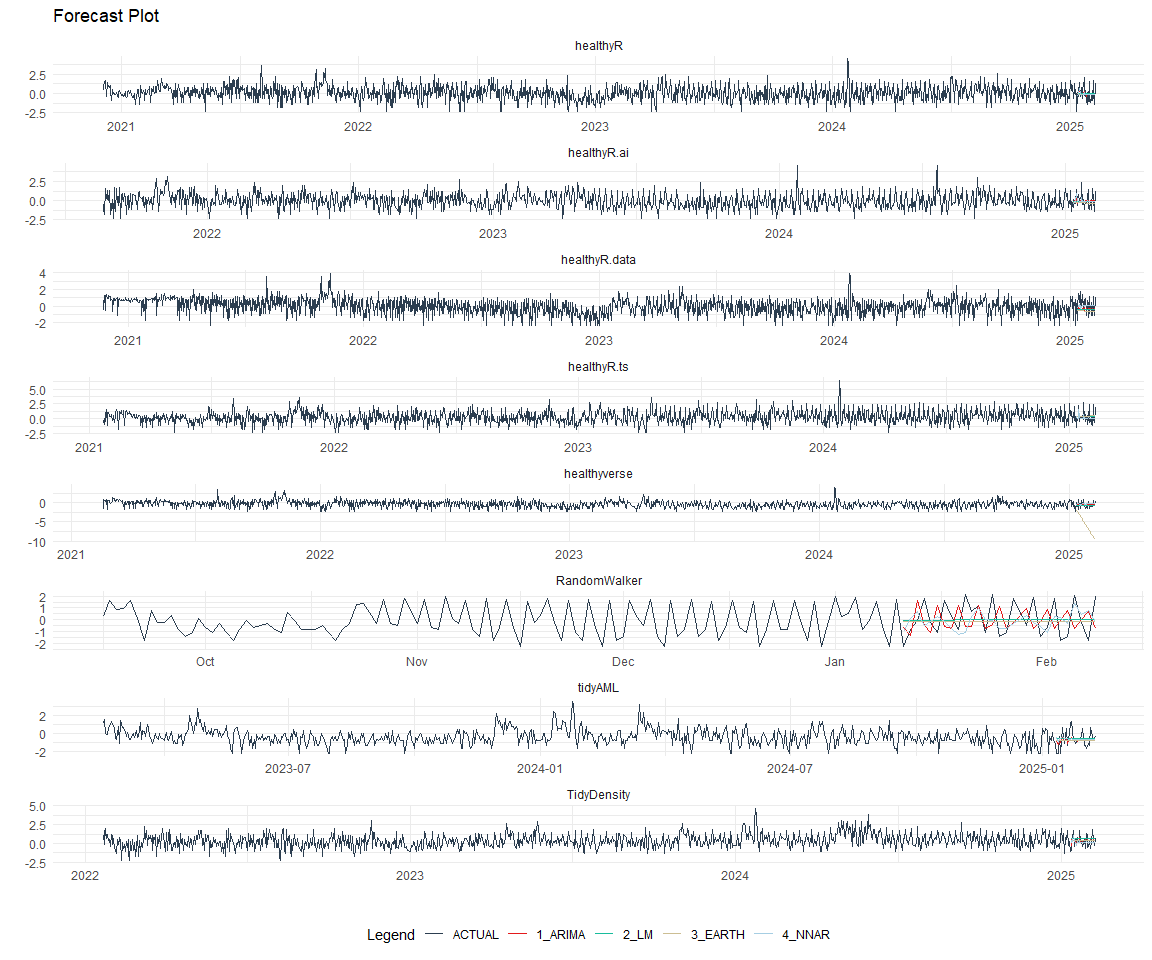 Forecast Plot
healthyR
2.5
0.0
-2.5
2021 2022 2023 2024 2025
healthyR.ai
2.5
0.0
-2.5
2022 2023 2024 2025
healthyR.data
4
2
0
-2
2021 2022 2023 2024 2025
healthyR.ts
5.0
2.5
0.0
-2.5
2021 2022 2023 2024 2025
healthyverse
0
-5
-10
2021 2022 2023 2024 2025
RandomWalker
2
1
0
-1
-2
Oct Nov Dec Jan Feb
tidyAML
2
0
-2
2023-07 2024-01 2024-07 2025-01
TidyDensity
5.0
2.5
0.0
-2.5
2022 2023 2024 2025
Legend ACTUAL 1_ARIMA 2_LM 3_EARTH 4_NNAR